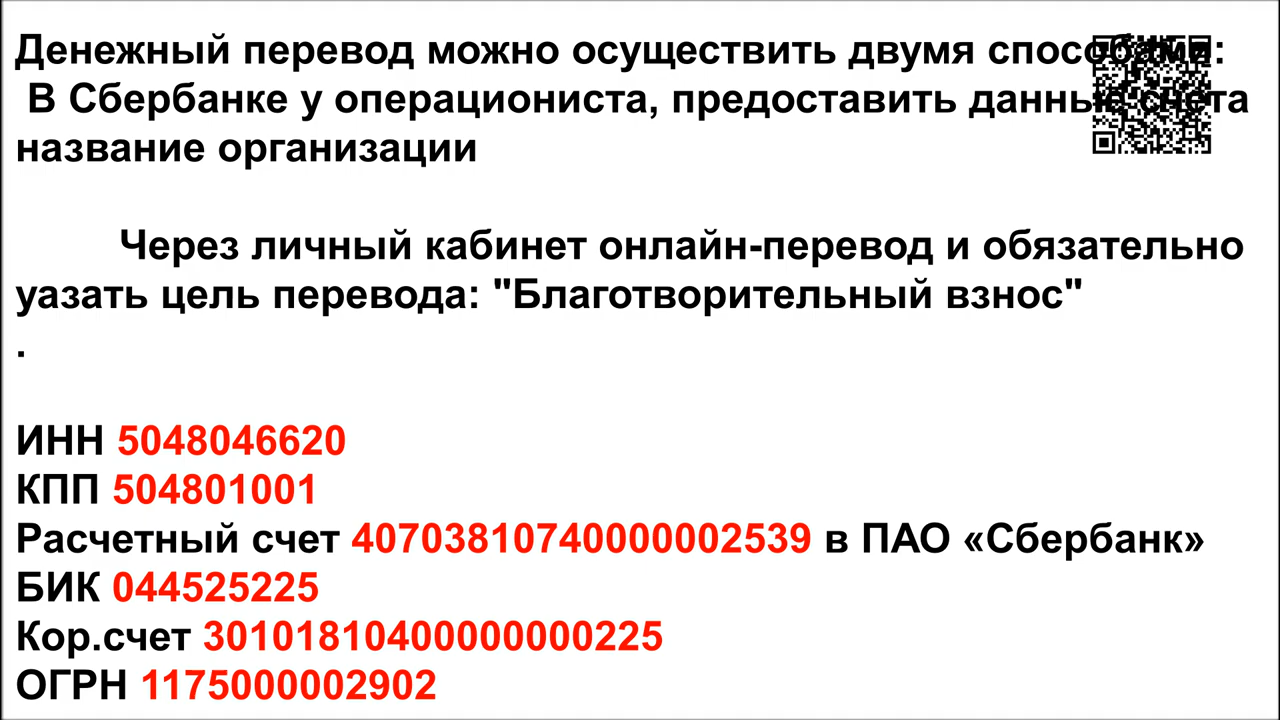 Денежный перевод можно осуществить двумя способами:
В Сбербанке у операциониста, предоставить данные счета
название организации
Через личный кабинет онлайн-перевод и обязательно
уазать цель перевода: "Благотворительный взнос"
.
ИНН 5048046620
КПП 504801001
Расчетный счет 40703810740000002539 в ПАО «Сбербанк»
БИК 044525225
Кор.счет 30101810400000000225
ОГРН 1175000002902